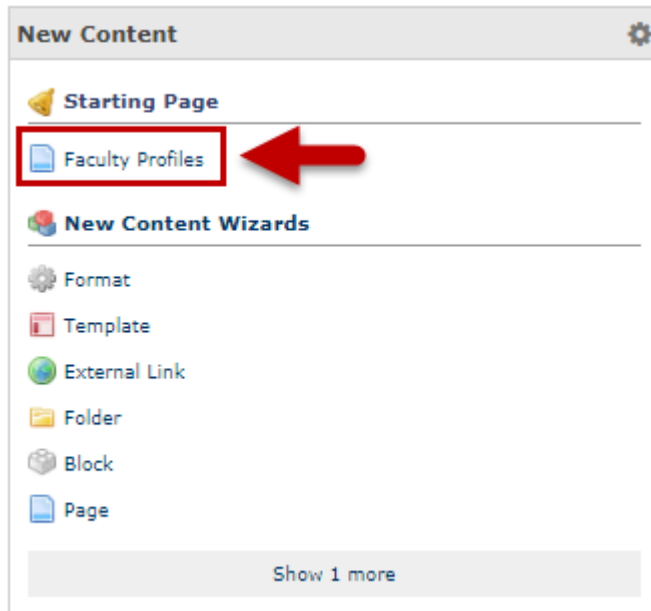 New Content
Starting Page
Faculty Profiles
New Content Wizards
Format
Template
External Link
Folder
Block
Page
Show 1 more